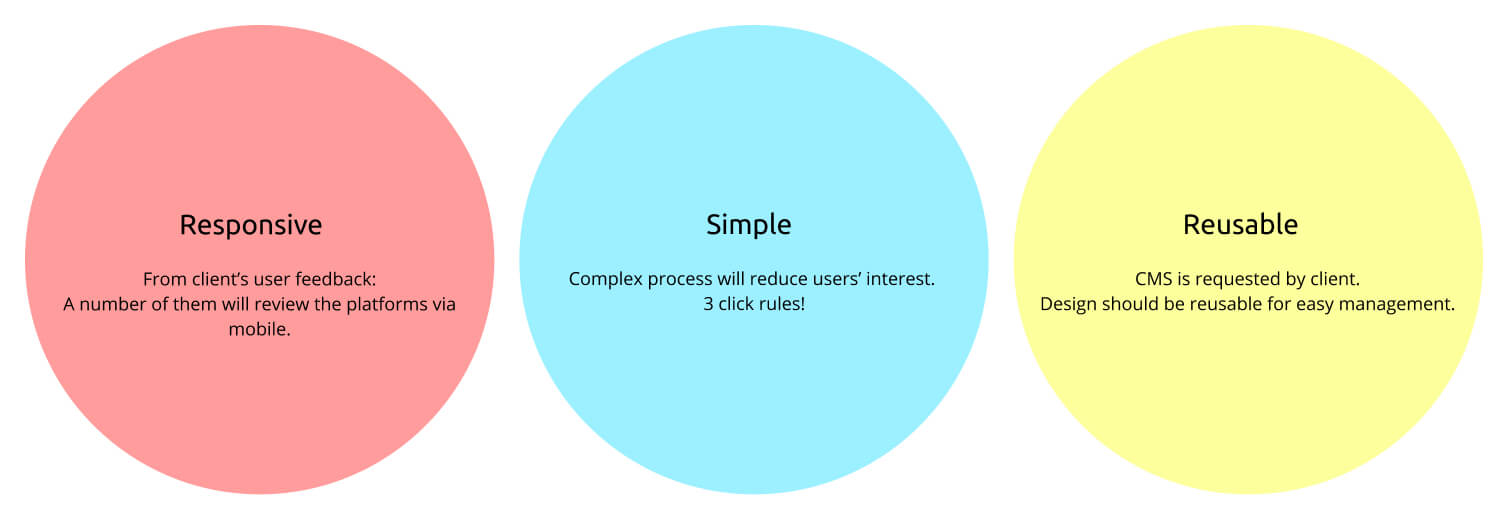 Responsive
From client’s user feedback:
A number of them will review the platforms via
mobile.
Simple
Complex process will reduce users’ interest.
3 click rules!
Reusable
CMS is requested by client.
Design should be reusable for easy management.